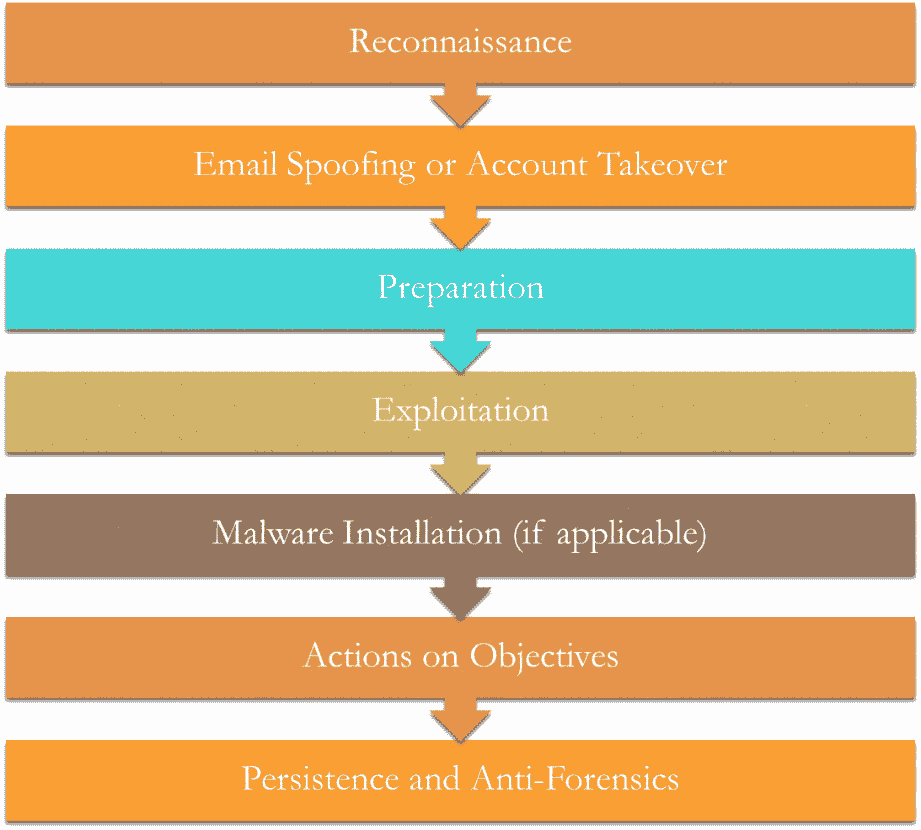 Reconnaissance
Email Spoofing or Account Takeover
Preparation
Exploitation
Malware Installation (if applicable)
Actions on Objectives
Persistence and Anti-Forensics